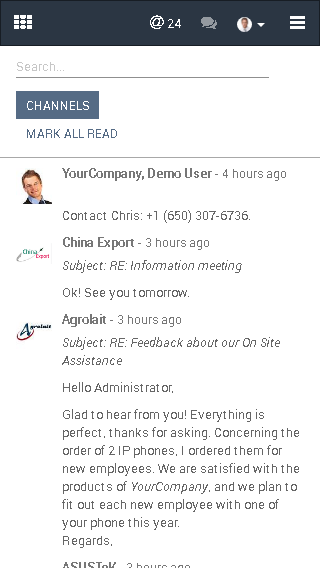 @ 24
Search...
CHANNELS
MARK ALL READ
YourCompany, Demo User - 4 hours ago
Contact Chris: +1 (650) 307-6736.
China Export - 3 hours ago
China
Export
Subject: RE: Information meeting
Ok! See you tomorrow.
Agrolait - 3 hours ago
Agrolait
Subject: RE: Feedback about our On Site
Assistance
Hello Administrator,
Glad to hear from you! Everything is
perfect, thanks for asking. Concerning the
order of 2 IP phones, I ordered them for
new employees. We are satisfied with the
products of YourCompany, and we plan to
fit out each new employee with one of
your phone this year.
Regards,
ASUSTeK - 3 hours ago